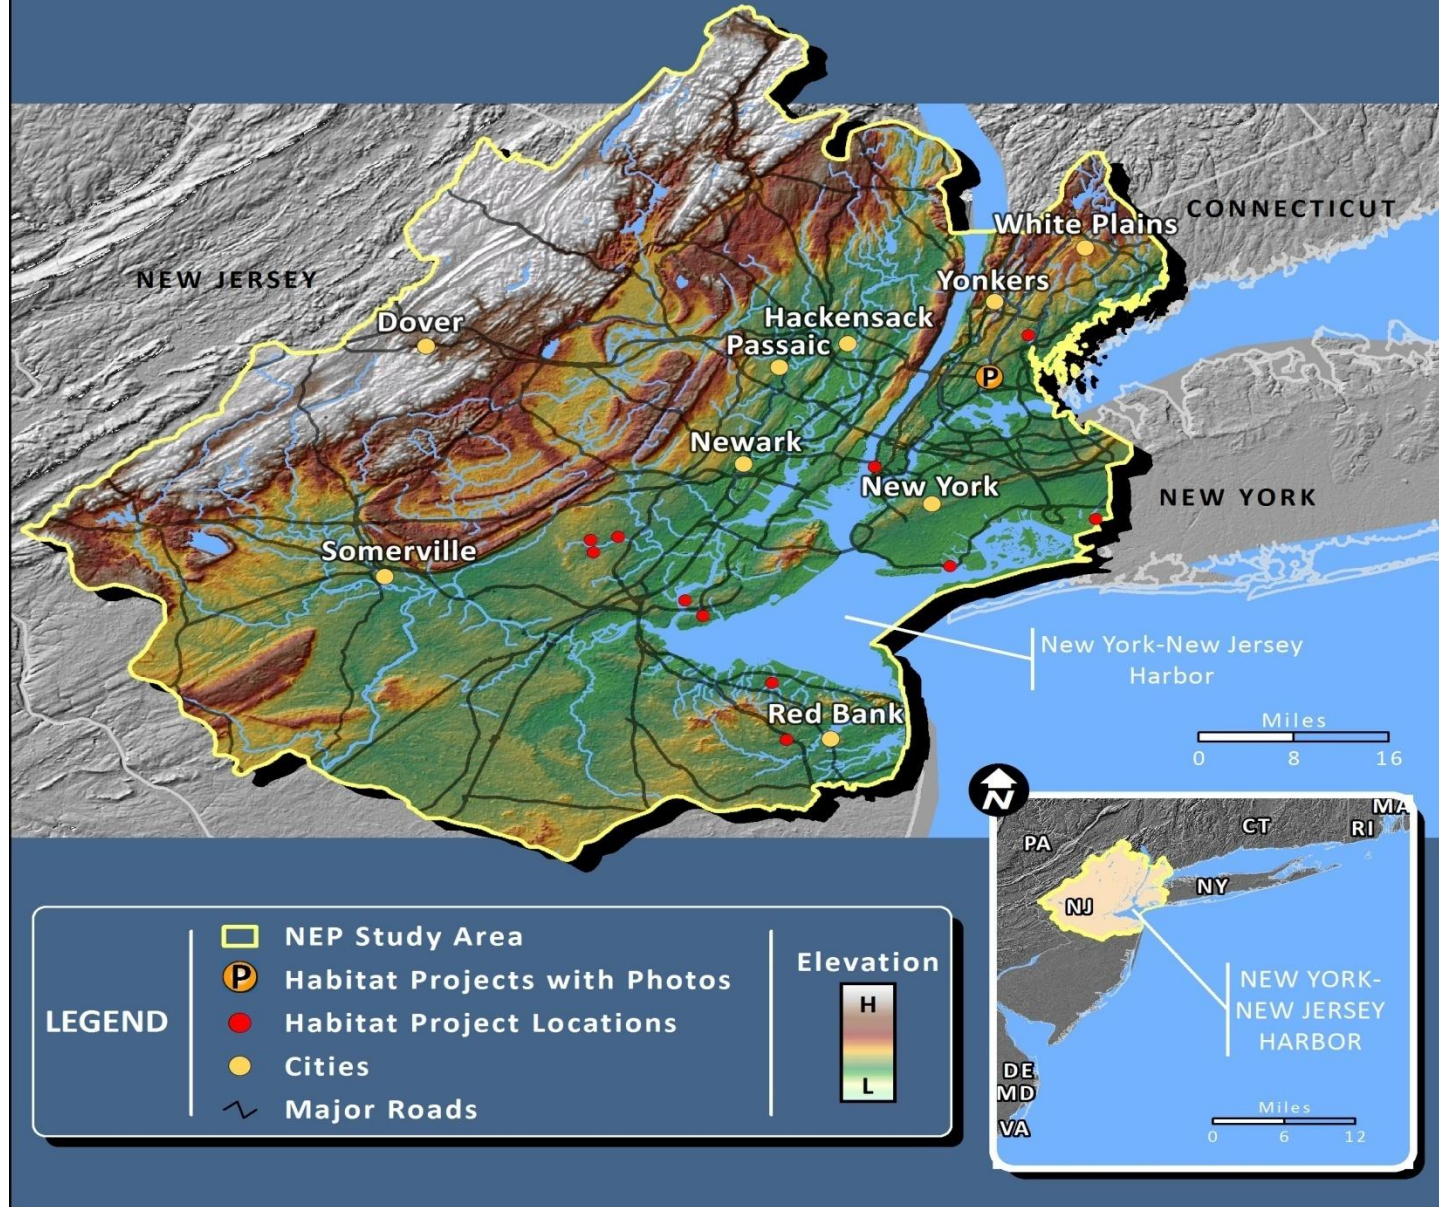 CONNECTICUT
White Plains
NEW JERSEY
Yonkers
Dover
Hackensack
Passaic
P
Newark
New York
NEW YORK
Somerville
New York-New Jersey
Harbor
Red Bank
Miles
0 8 16
N
LEGEND
NEP Study Area
P
Habitat Projects with Photos
Habitat Project Locations
Cities
Major Roads
Elevation
H
L
MA
CT
RI
PA
NY
NJ
NEW YORK-
NEW JERSEY
HARBOR
DE
MD
VA
Miles
0 6 12